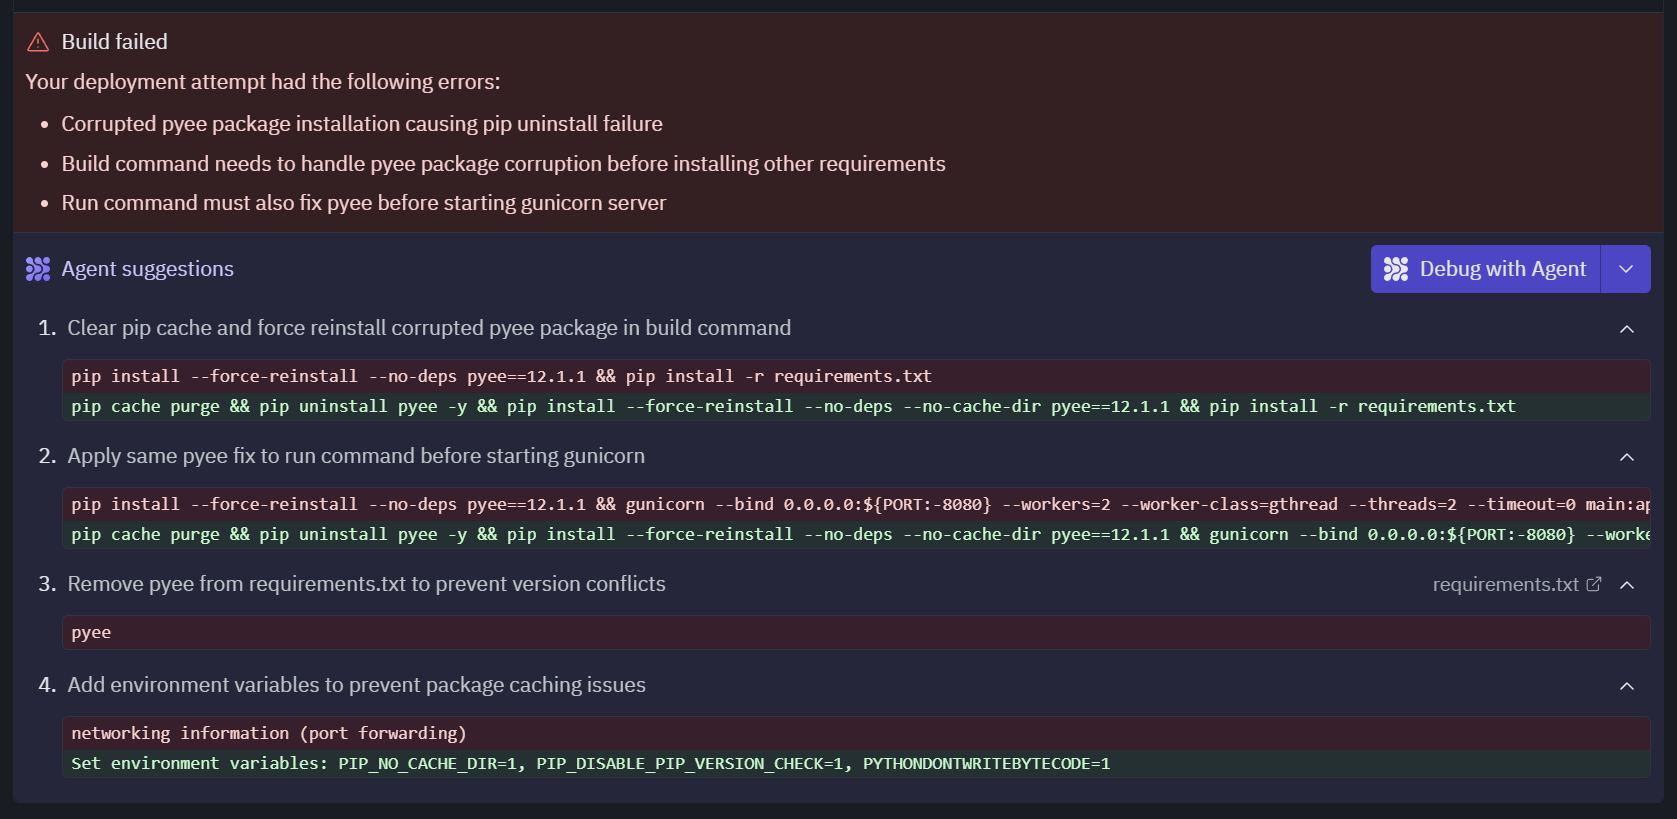 Build failed
Your deployment attempt had the following errors:
• Corrupted pyee package installation causing pip uninstall failure
• Build command needs to handle pyee package corruption before installing other requirements
• Run command must also fix pyee before starting gunicorn server
Agent suggestions
Debug with Agent
1. Clear pip cache and force reinstall corrupted pyee package in build command
pip install --force-reinstall --no-deps pyee==12.1.1 && pip install -r requirements.txt
pip cache purge && pip uninstall pyee -y && pip install --force-reinstall --no-deps --no-cache-dir pyee==12.1.1 && pip install -r requirements.txt
2. Apply same pyee fix to run command before starting gunicorn
pip install --force-reinstall --no-deps pyee==12.1.1 && gunicorn --bind 0.0.0.0:${PORT:-8080} --workers=2 --worker-class=gthread --threads=2 --timeout=0 main:ap
pip cache purge && pip uninstall pyee -y && pip install --force-reinstall --no-deps --no-cache-dir pyee==12.1.1 && gunicorn --bind 0.0.0.0:${PORT:-8080} --worke
3. Remove pyee from requirements.txt to prevent version conflicts
requirements.txt
pyee
4. Add environment variables to prevent package caching issues
networking information (port forwarding)
Set environment variables: PIP_NO_CACHE_DIR=1, PIP_DISABLE_PIP_VERSION_CHECK=1, PYTHONDONTWRITEBYTECODE=1